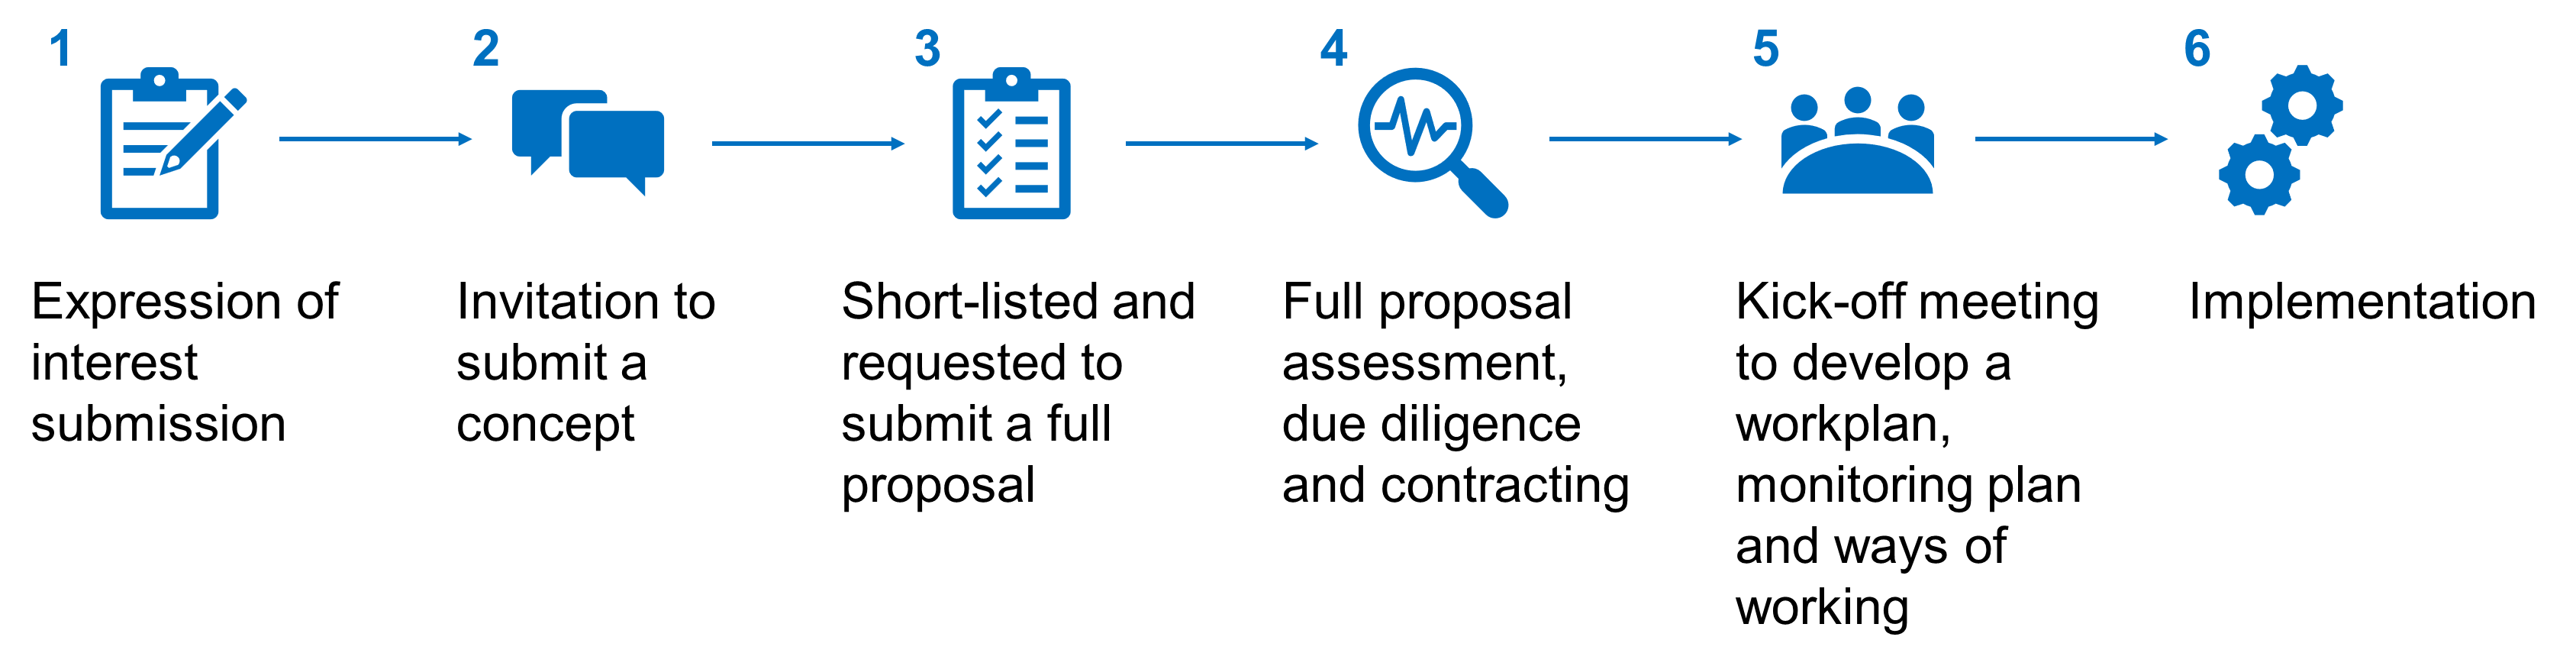 1
Expression of
interest
submission
2
Invitation to
submit a
concept
3
Short-listed and
requested to
submit a full
proposal
4
Full proposal
assessment,
due diligence
and contracting
5
Kick-off meeting
to develop a
workplan,
monitoring plan
and ways of
working
6
Implementation